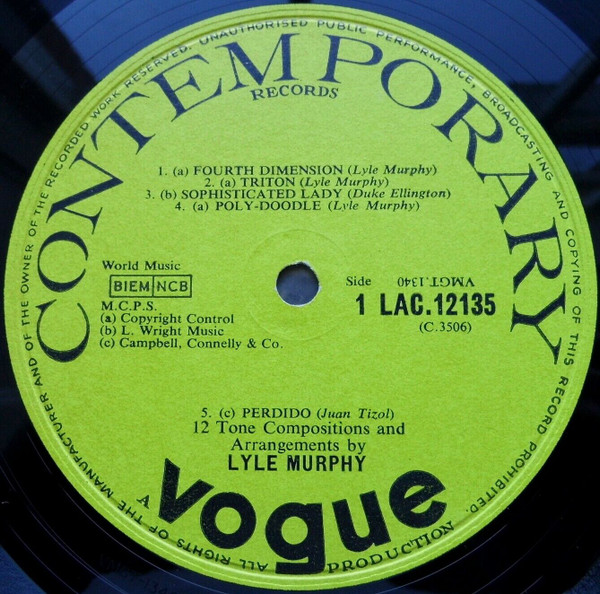 ALL RIGHTS OF THE MANUFACTURER AND OF THE OWNER OF THE RECORDED WORK RESERVED. UNAUTHORISED PUBLIC PERFORMANCE, BROADCASTING AND COPYING OF THIS RECORD PROHIBITED.
CONTEMPORARY
RECORDS
1. (a) FOURTH DIMENSION (Lyle Murphy)
2. (a) TRITON (Lyle Murphy)
3. (b) SOPHISTICATED LADY (Duke Ellington)
4. (a) POLY-DOODLE (Lyle Murphy)
World Music
BIEM NCB
M.C.P.S.
(a) Copyright Control
(b) L. Wright Music
(c) Campbell, Connelly & Co.
Side VMGT.1340
1 LAC.12135
(C.3506)
5. (c) PERDIDO (Juan Tizol)
12 Tone Compositions and
Arrangements by
LYLE MURPHY
A vogue PRODUCTION